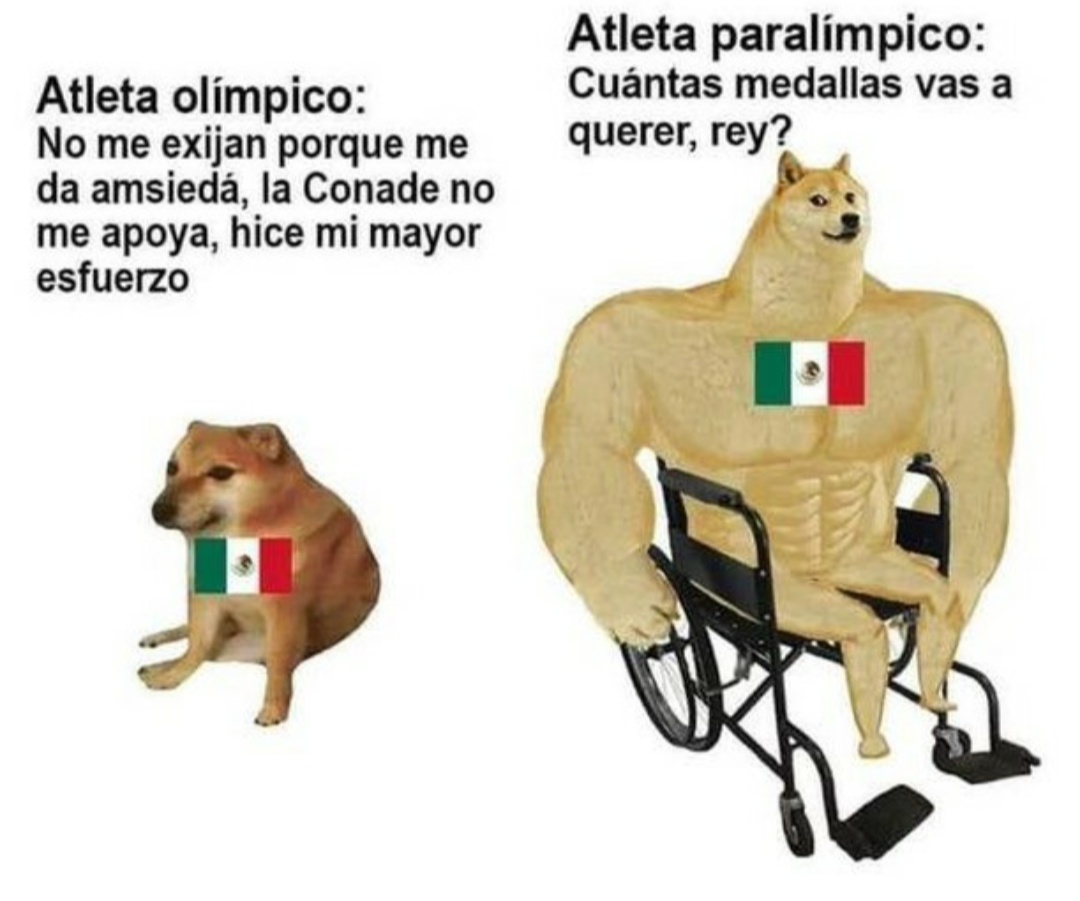 Atleta olímpico:
No me exijan porque me
da amsiedá, la Conade no
me apoya, hice mi mayor
esfuerzo
Atleta paralímpico:
Cuántas medallas vas a
querer, rey?